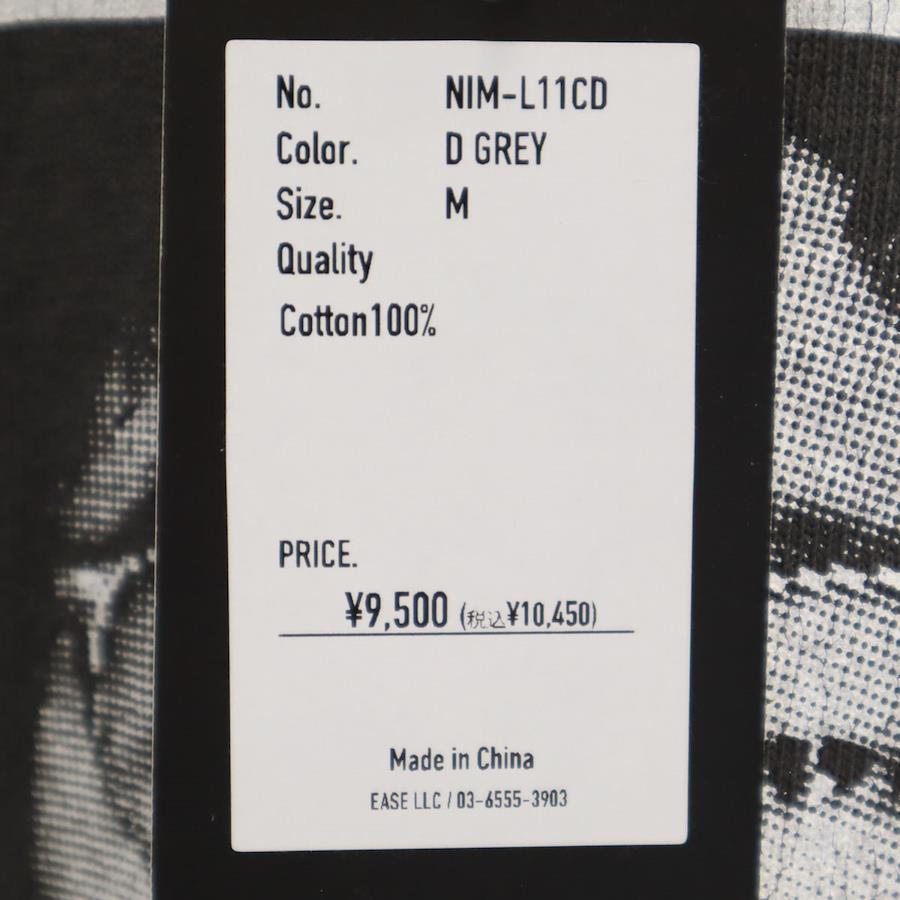 No. NIM-L11CD
Color. D GREY
Size. M
Quality
Cotton100%
PRICE.
¥9,500 (税込¥10,450)
Made in China
EASE LLC / 03-6555-3903